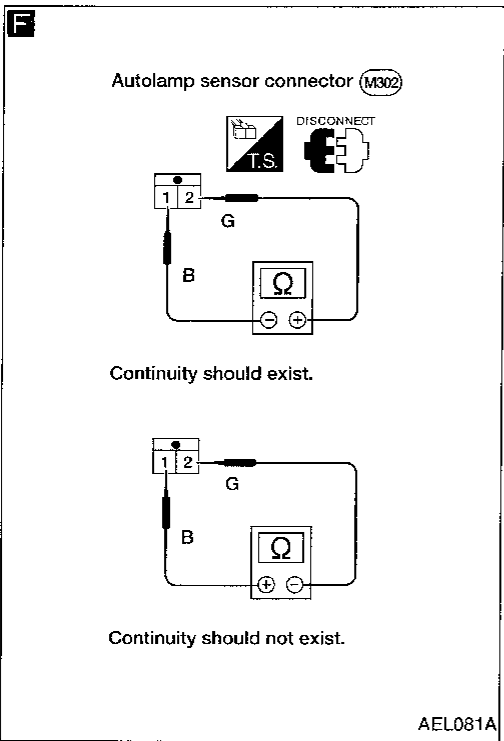 F
Autolamp sensor connector M302
T.S.
DISCONNECT
1 2
G
B
Ω
⊖ ⊕
Continuity should exist.
1 2
G
B
Ω
⊕ ⊖
Continuity should not exist.
AEL081A